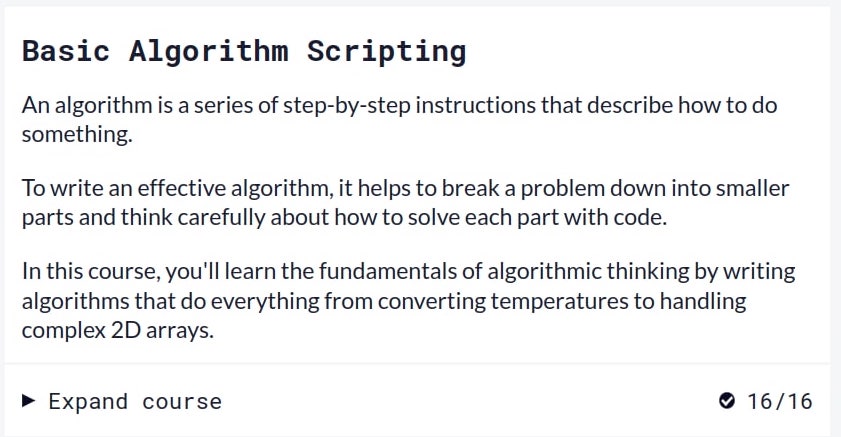 Basic Algorithm Scripting
An algorithm is a series of step-by-step instructions that describe how to do
something.
To write an effective algorithm, it helps to break a problem down into smaller
parts and think carefully about how to solve each part with code.
In this course, you'll learn the fundamentals of algorithmic thinking by writing
algorithms that do everything from converting temperatures to handling
complex 2D arrays.
Expand course 16/16